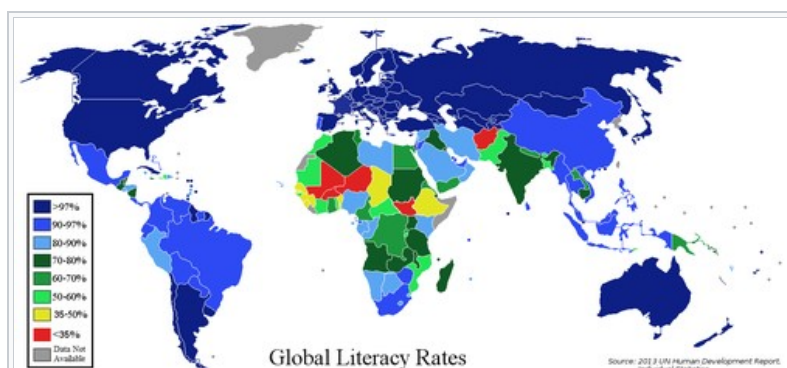 >97%
90-97%
80-90%
70-80%
60-70%
50-60%
35-50%
<35%
Data Not
Available
Global Literacy Rates
Source: 2013 UN Human Development Report.